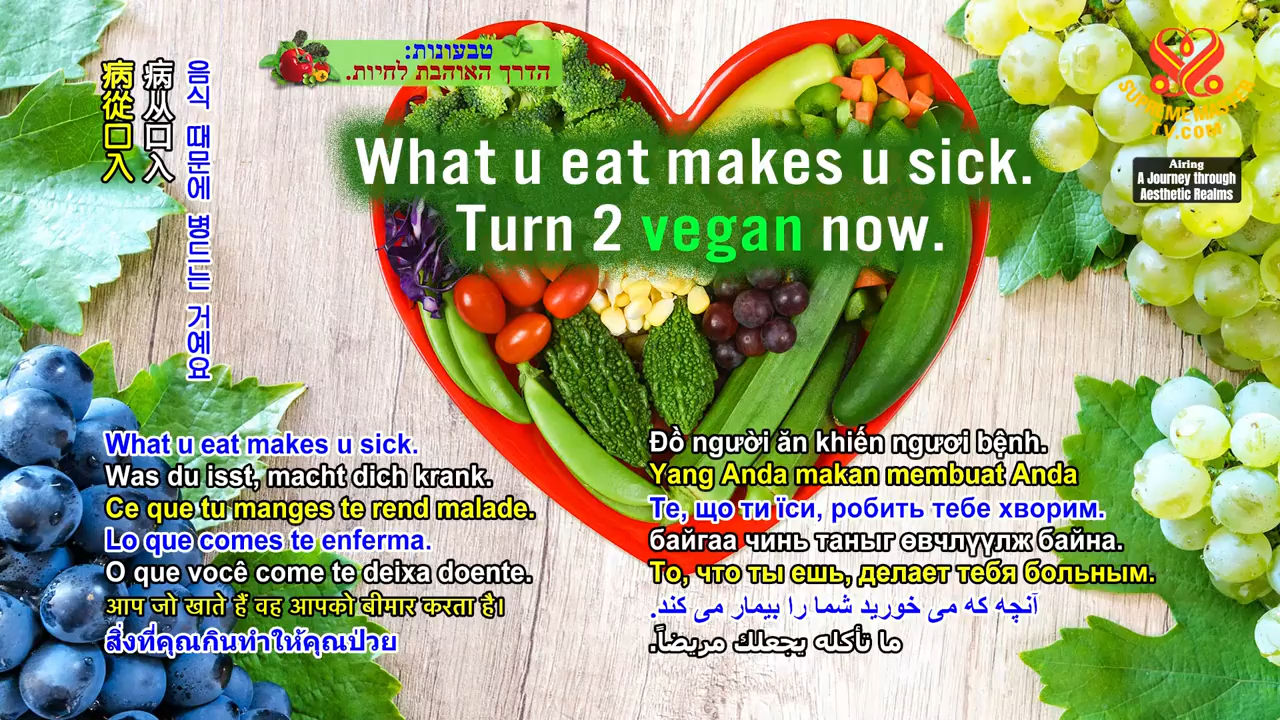 טבעונות:
הדרך האוהבת לחיות.
SUPREME MASTER
TV.COM
Airing
A Journey through
Aesthetic Realms
What u eat makes u sick.
Turn 2 vegan now.
病從口入
病从口入
음식 때문에 병드는 거예요
What u eat makes u sick.
Was du isst, macht dich krank.
Ce que tu manges te rend malade.
Lo que comes te enferma.
O que você come te deixa doente.
आप जो खाते हैं वह आपको बीमार करता है।
สิ่งที่คุณกินทำให้คุณป่วย
Đồ người ăn khiến ngươi bệnh.
Yang Anda makan membuat Anda
Те, що ти їси, робить тебе хворим.
байгаа чинь таныг өвчлүүлж байна.
То, что ты ешь, делает тебя больным.
آنچه که می خورید شما را بیمار می کند.
ما تأكله يجعلك مريضاً.